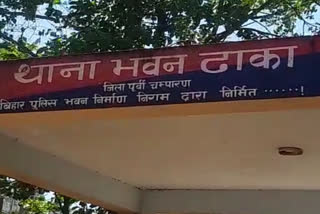 थाना भवन ढाका
जिला पूर्वी चम्पारण
बिहार पुलिस भवन निर्माण निगम द्वारा निर्मित ......!